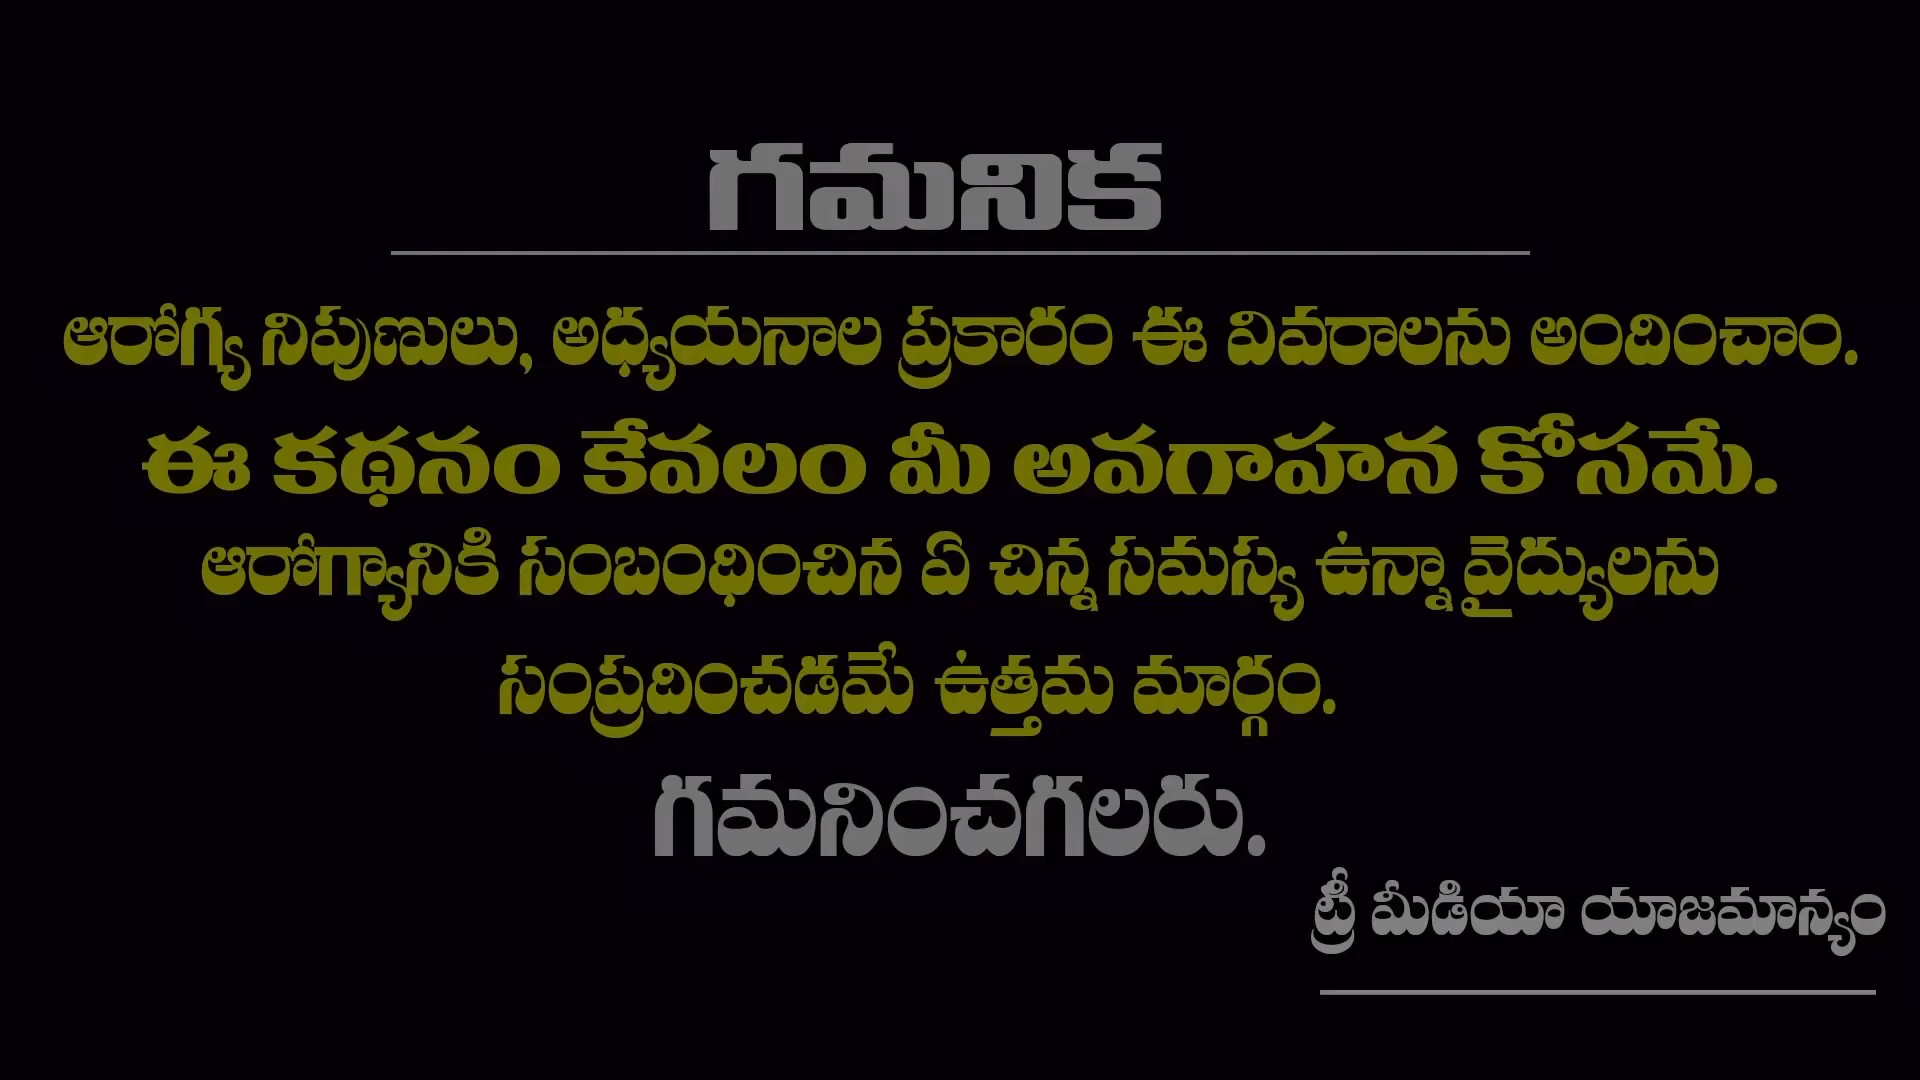 గమనిక
ఆరోగ్య నిపుణులు, అధ్యయనాల ప్రకారం ఈ వివరాలను అందించాం.
ఈ కథనం కేవలం మీ అవగాహన కోసమే.
ఆరోగ్యానికి సంబంధించిన ఏ చిన్న సమస్య ఉన్నా వైద్యులను
సంప్రదించడమే ఉత్తమ మార్గం.
గమనించగలరు.
ట్రీ మీడియా యాజమాన్యం